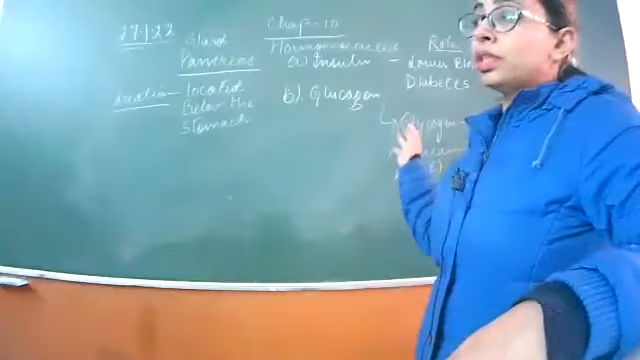 27.1.22
Chap-10
Gland
Pancreas
Location - located
Below the
stomach
Hormones secreted
a) Insulin -
b). Glucagon
Role
Lower Blo
Diabetes
↳ Glycogen